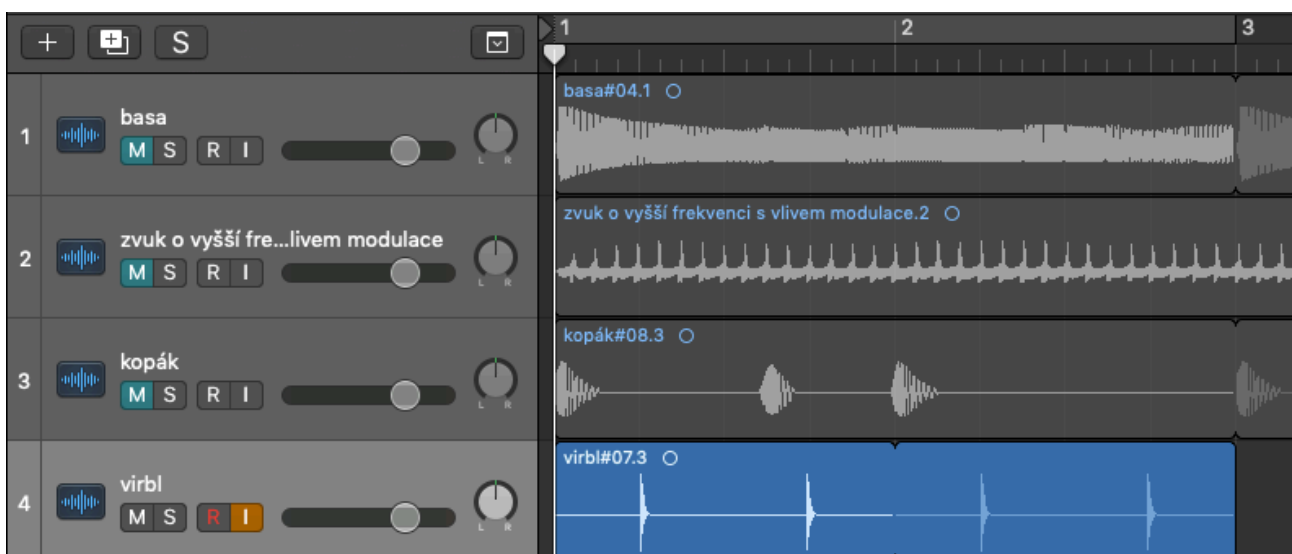 S
1 2 3
1
basa
M S R I
L R
basa#04.1
2
zvuk o vyšší fre...livem modulace
M S R I
L R
zvuk o vyšší frekvenci s vlivem modulace.2
3
kopák
M S R I
L R
kopák#08.3
4
virbl
M S R I
L R
virbl#07.3